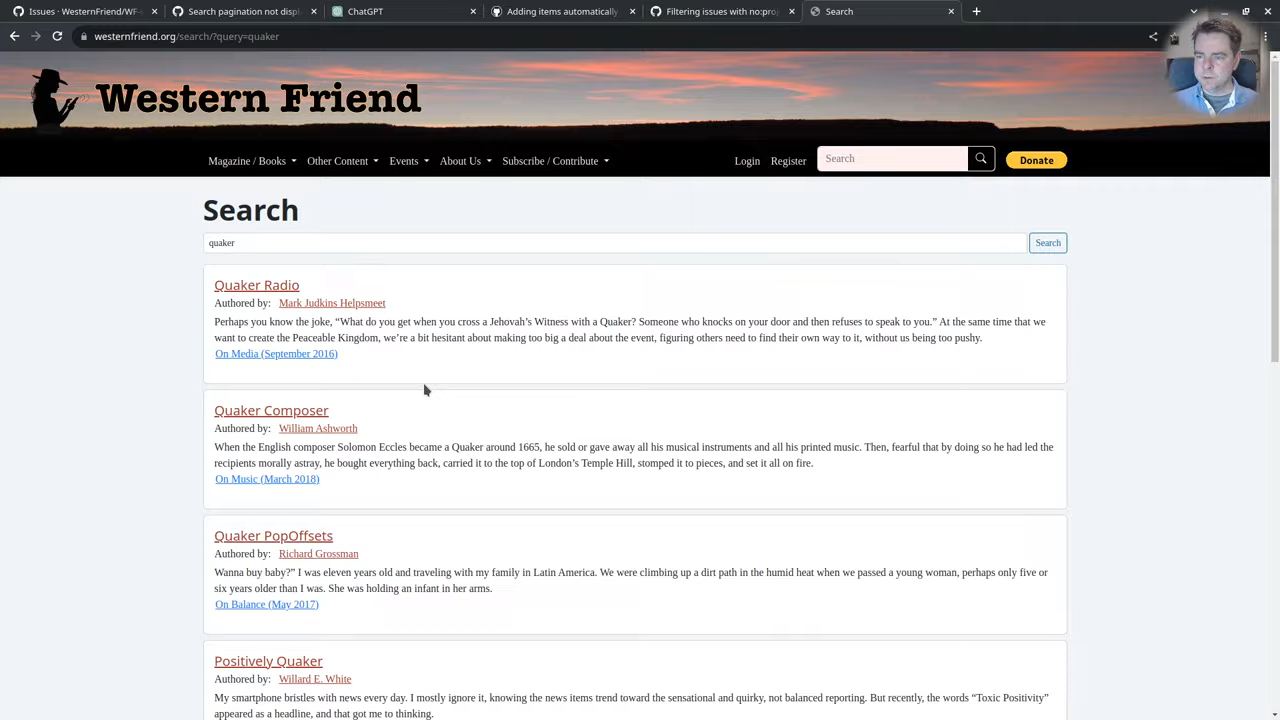 Issues · WesternFriend/WF-
Search pagination not displ
ChatGPT
Adding items automatically
Filtering issues with no:proj
Search
westernfriend.org/search/?query=quaker
Western Friend
Magazine / Books
Other Content
Events
About Us
Subscribe / Contribute
Login
Register
Search
Donate
Search
quaker
Search
Quaker Radio
Authored by: Mark Judkins Helpsmeet
Perhaps you know the joke, “What do you get when you cross a Jehovah’s Witness with a Quaker? Someone who knocks on your door and then refuses to speak to you.” At the same time that we
want to create the Peaceable Kingdom, we’re a bit hesitant about making too big a deal about the event, figuring others need to find their own way to it, without us being too pushy.
On Media (September 2016)
Quaker Composer
Authored by: William Ashworth
When the English composer Solomon Eccles became a Quaker around 1665, he sold or gave away all his musical instruments and all his printed music. Then, fearful that by doing so he had led the
recipients morally astray, he bought everything back, carried it to the top of London’s Temple Hill, stomped it to pieces, and set it all on fire.
On Music (March 2018)
Quaker PopOffsets
Authored by: Richard Grossman
Wanna buy baby?” I was eleven years old and traveling with my family in Latin America. We were climbing up a dirt path in the humid heat when we passed a young woman, perhaps only five or
six years older than I was. She was holding an infant in her arms.
On Balance (May 2017)
Positively Quaker
Authored by: Willard E. White
My smartphone bristles with news every day. I mostly ignore it, knowing the news items trend toward the sensational and quirky, not balanced reporting. But recently, the words “Toxic Positivity”
appeared as a headline, and that got me to thinking.